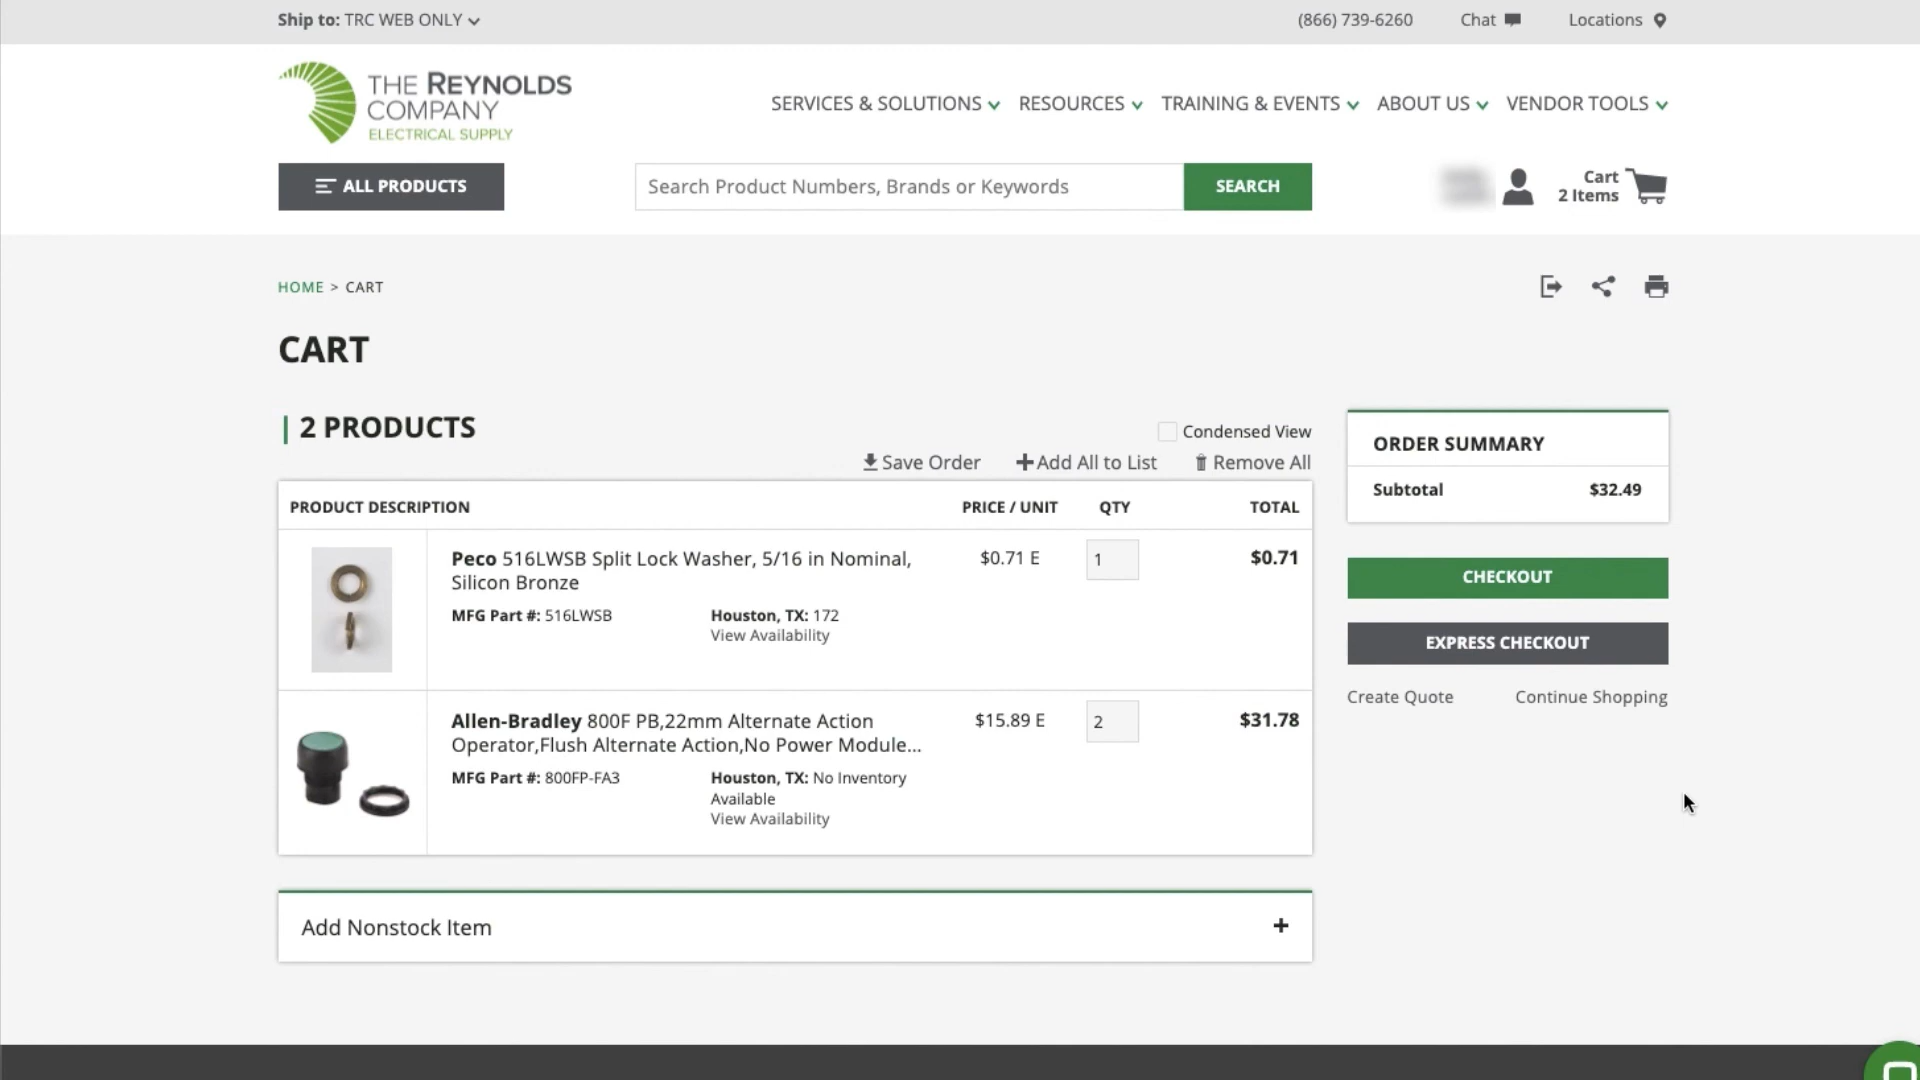 Ship to: TRC WEB ONLY
(866) 739-6260
Chat
Locations
THE REYNOLDS
COMPANY
ELECTRICAL SUPPLY
SERVICES & SOLUTIONS
RESOURCES
TRAINING & EVENTS
ABOUT US
VENDOR TOOLS
ALL PRODUCTS
Search Product Numbers, Brands or Keywords
SEARCH
Cart
2 Items
HOME > CART
CART
2 PRODUCTS
Condensed View
Save Order
Add All to List
Remove All
PRODUCT DESCRIPTION
PRICE / UNIT
QTY
TOTAL
Peco 516LWSB Split Lock Washer, 5/16 in Nominal,
Silicon Bronze
$0.71 E
1
$0.71
MFG Part #: 516LWSB
Houston, TX: 172
View Availability
Allen-Bradley 800F PB,22mm Alternate Action
Operator,Flush Alternate Action,No Power Module...
$15.89 E
2
$31.78
MFG Part #: 800FP-FA3
Houston, TX: No Inventory
Available
View Availability
Add Nonstock Item
+
ORDER SUMMARY
Subtotal
$32.49
CHECKOUT
EXPRESS CHECKOUT
Create Quote
Continue Shopping